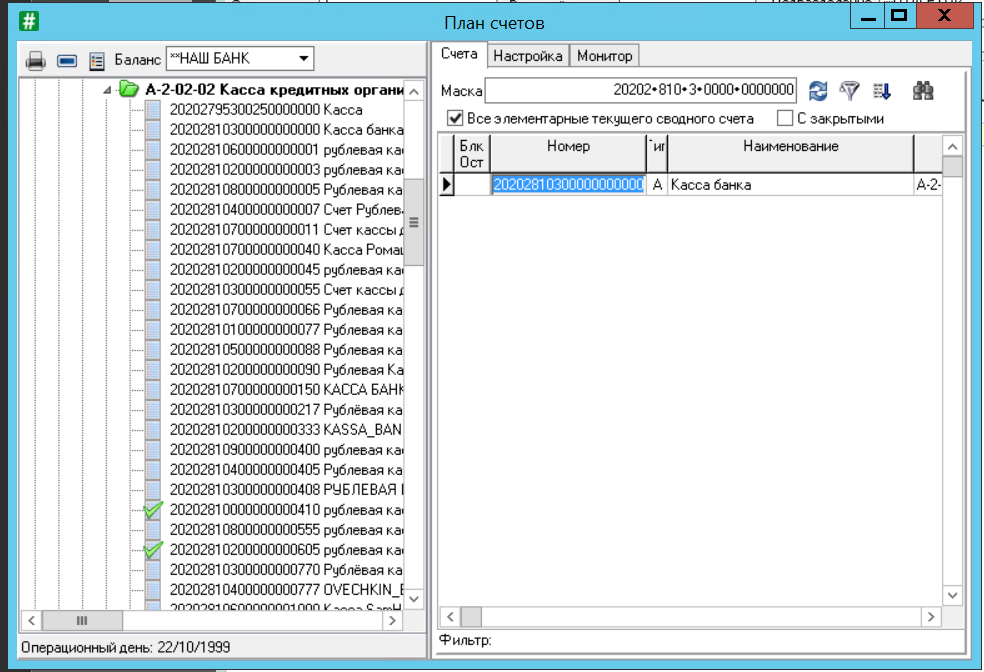 План счетов
Баланс **НАШ БАНК
А-2-02-02 Касса кредитных органи
20202795300250000000 Касса
20202810300000000000 Касса банка
20202810600000000001 рублевая ка
20202810200000000003 рублевая ка
20202810800000000005 Рублевая ка
20202810400000000007 Счет Рублев
20202810700000000011 Счет кассы
20202810700000000040 Касса Рома
20202810200000000045 рублевая ка
20202810300000000055 Счет кассы
20202810700000000066 Рублевая ка
20202810100000000077 Рублевая ка
20202810500000000088 Рублевая ка
20202810200000000090 Рублевая Ка
20202810700000000150 КАССА БАНК
20202810300000000217 Рублёвая ка
20202810200000000333 KASSA_BAN
20202810900000000400 рублевая ка
20202810400000000405 Рублевая ка
20202810300000000408 РУБЛЕВАЯ
20202810000000000410 рублевая ка
20202810800000000555 рублевая ка
20202810200000000605 рублевая ка
20202810300000000770 Рублёвая ка
20202810400000000777 OVECHKIN_
20202810600000001000 Касса
Операционный день: 22/10/1999
Счета Настройка Монитор
Маска 20202•810•3•0000•0000000
Все элементарные текущего сводного счета С закрытыми
Блк Ост Номер Наименование
20202810300000000000 А Касса банка А-2-
Фильтр: